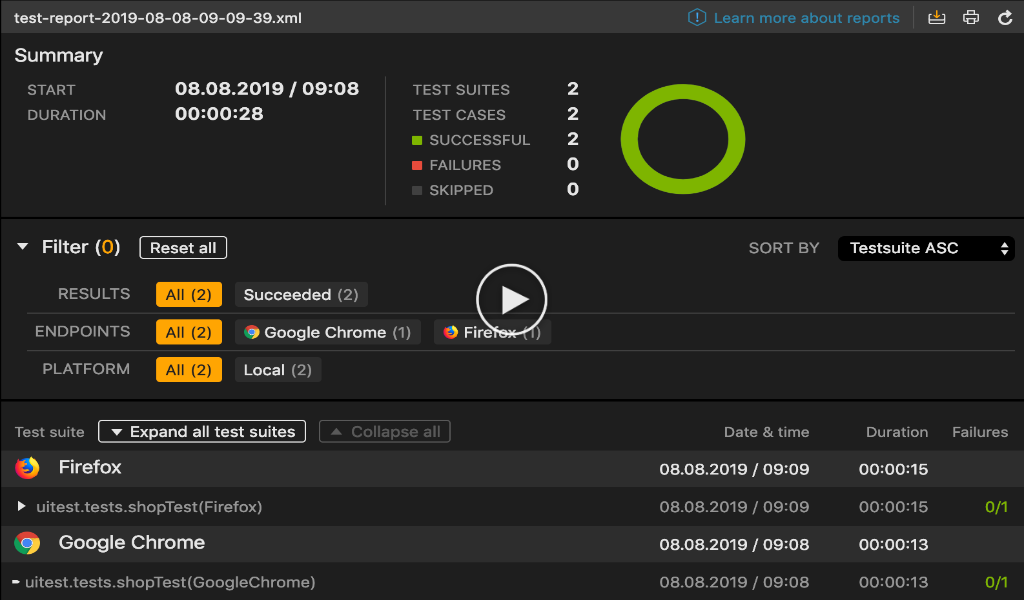 test-report-2019-08-08-09-09-39.xml Learn more about reports
Summary
START 08.08.2019 / 09:08
DURATION 00:00:28
TEST SUITES 2
TEST CASES 2
SUCCESSFUL 2
FAILURES 0
SKIPPED 0
Filter (0) Reset all SORT BY Testsuite ASC
RESULTS All (2) Succeeded (2)
ENDPOINTS All (2) Google Chrome (1) Firefox (1)
PLATFORM All (2) Local (2)
Test suite Expand all test suites Collapse all Date & time Duration Failures
Firefox 08.08.2019 / 09:09 00:00:15
uitest.tests.shopTest(Firefox) 08.08.2019 / 09:09 00:00:15 0/1
Google Chrome 08.08.2019 / 09:08 00:00:13
uitest.tests.shopTest(GoogleChrome) 08.08.2019 / 09:08 00:00:13 0/1